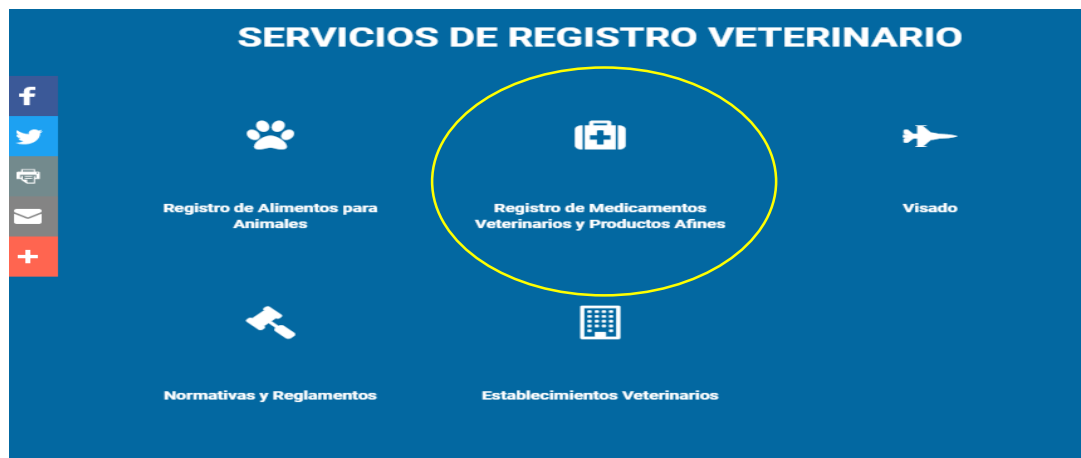 SERVICIOS DE REGISTRO VETERINARIO
Registro de Alimentos para
Animales
Registro de Medicamentos
Veterinarios y Productos Afines
Visado
Normativas y Reglamentos
Establecimientos Veterinarios